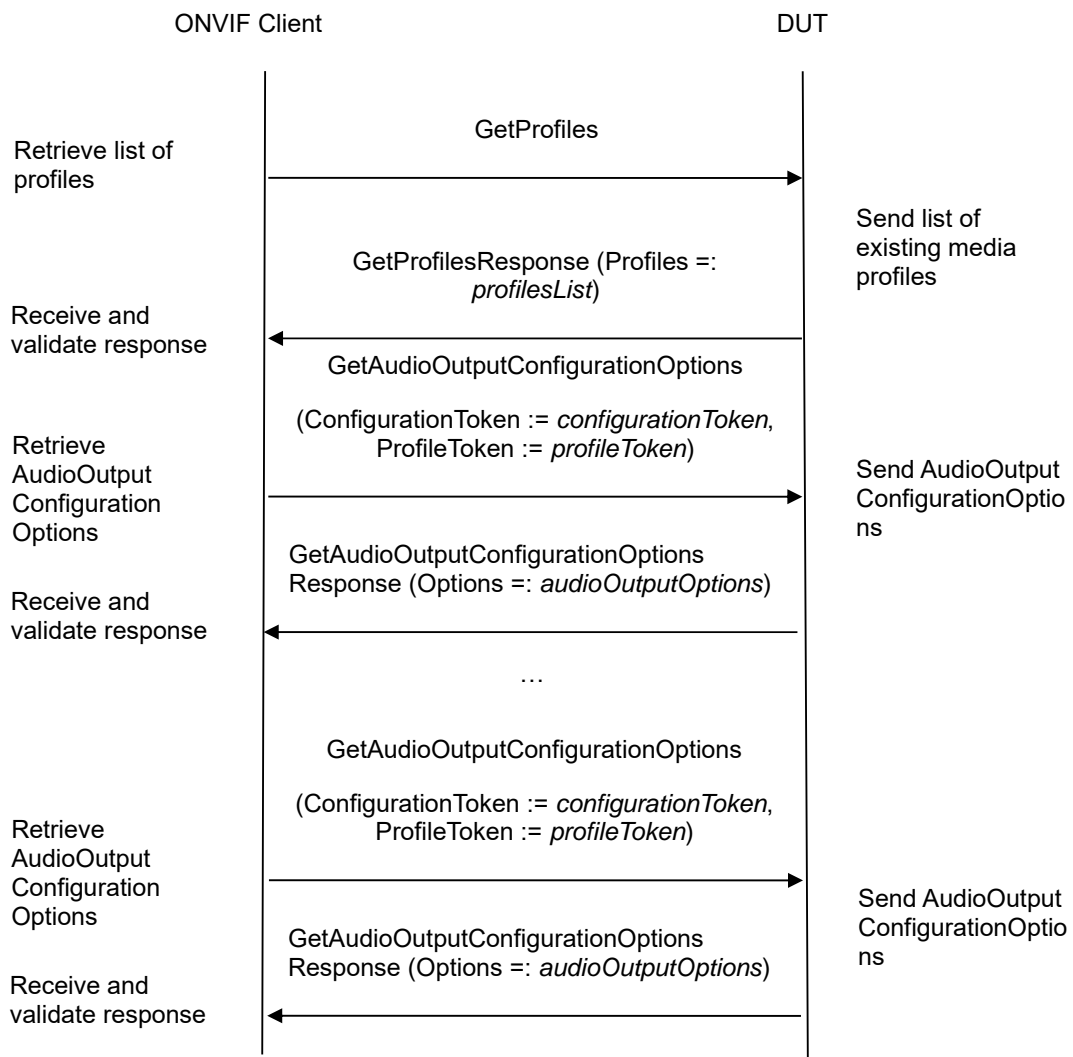 ONVIF Client
DUT
GetProfiles
Retrieve list of
profiles
Send list of
existing media
profiles
GetProfilesResponse (Profiles =:
profilesList)
Receive and
validate response
GetAudioOutputConfigurationOptions
(ConfigurationToken := configurationToken,
ProfileToken := profileToken)
Retrieve
AudioOutput
Configuration
Options
Send AudioOutput
ConfigurationOptio
ns
GetAudioOutputConfigurationOptions
Response (Options =: audioOutputOptions)
Receive and
validate response
…
GetAudioOutputConfigurationOptions
(ConfigurationToken := configurationToken,
ProfileToken := profileToken)
Retrieve
AudioOutput
Configuration
Options
Send AudioOutput
ConfigurationOptio
ns
GetAudioOutputConfigurationOptions
Response (Options =: audioOutputOptions)
Receive and
validate response